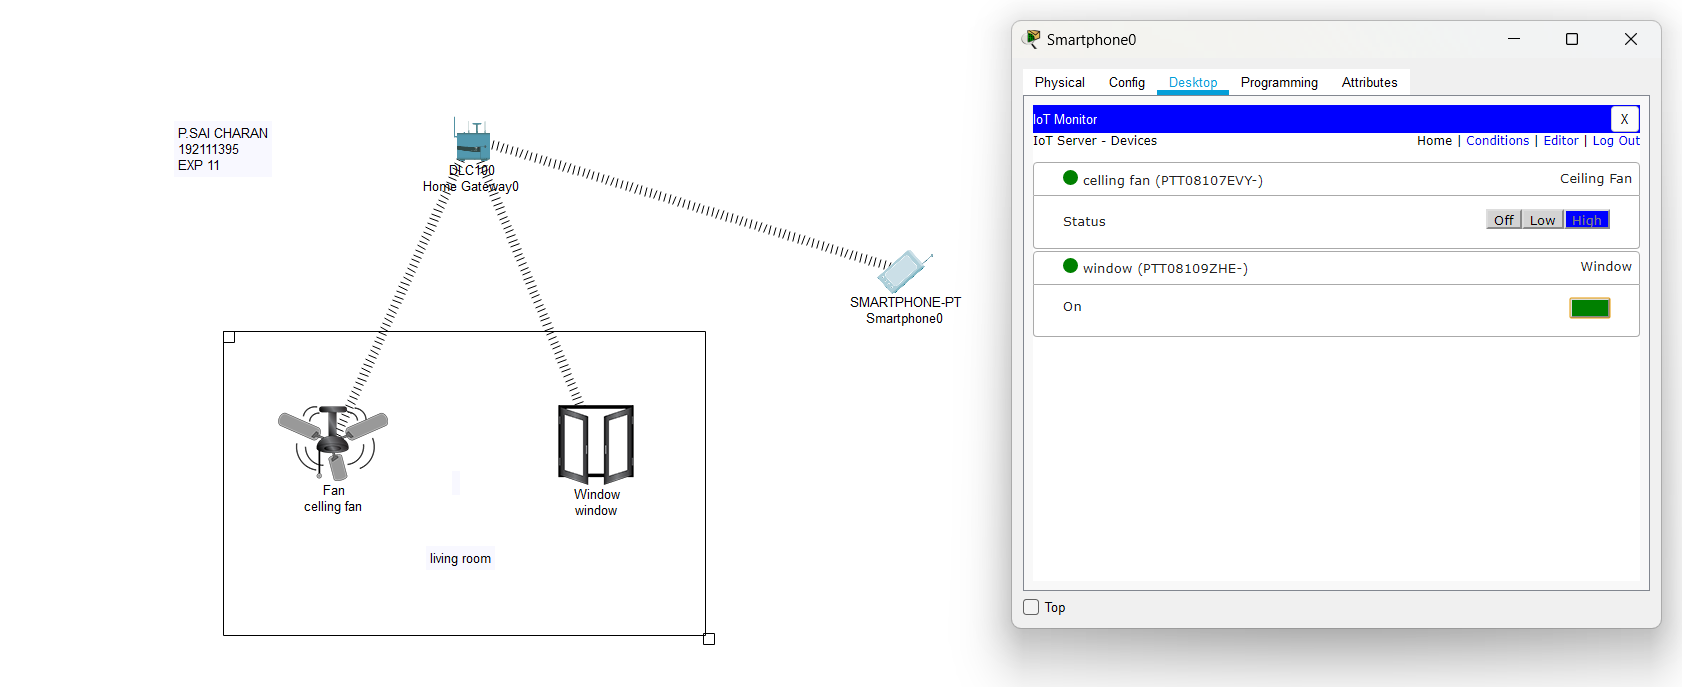 P.SAI CHARAN
192111395
EXP 11
DLC100
Home Gateway0
SMARTPHONE-PT
Smartphone0
Fan
celling fan
Window
window
living room
Smartphone0
Physical Config Desktop Programming Attributes
IoT Monitor X
IoT Server - Devices Home | Conditions | Editor | Log Out
celling fan (PTT08107EVY-) Ceiling Fan
Status Off Low High
window (PTT08109ZHE-) Window
On
Top